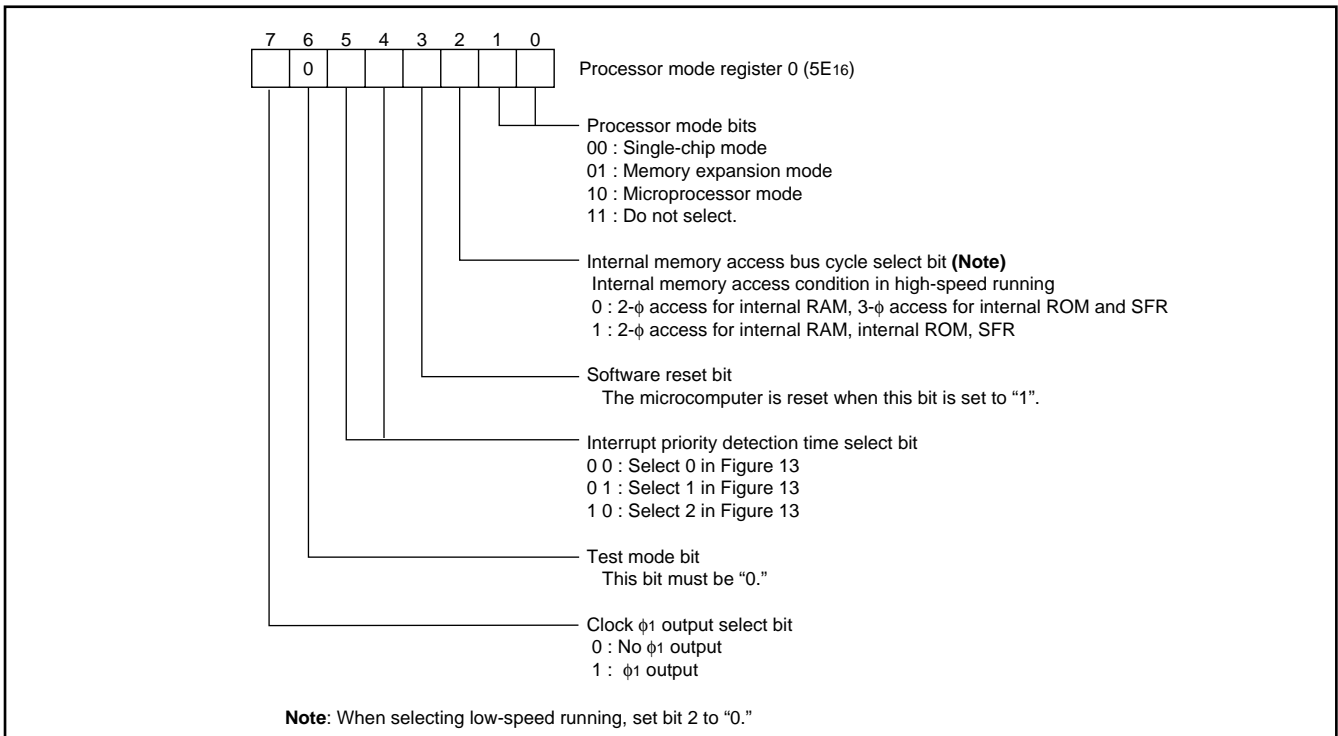 7 6 5 4 3 2 1 0
0
Processor mode register 0 (5E16)
Processor mode bits
00 : Single-chip mode
01 : Memory expansion mode
10 : Microprocessor mode
11 : Do not select.
Internal memory access bus cycle select bit (Note)
Internal memory access condition in high-speed running
0 : 2-ϕ access for internal RAM, 3-ϕ access for internal ROM and SFR
1 : 2-ϕ access for internal RAM, internal ROM, SFR
Software reset bit
The microcomputer is reset when this bit is set to “1”.
Interrupt priority detection time select bit
0 0 : Select 0 in Figure 13
0 1 : Select 1 in Figure 13
1 0 : Select 2 in Figure 13
Test mode bit
This bit must be “0.”
Clock ϕ1 output select bit
0 : No ϕ1 output
1 : ϕ1 output
Note: When selecting low-speed running, set bit 2 to “0.”